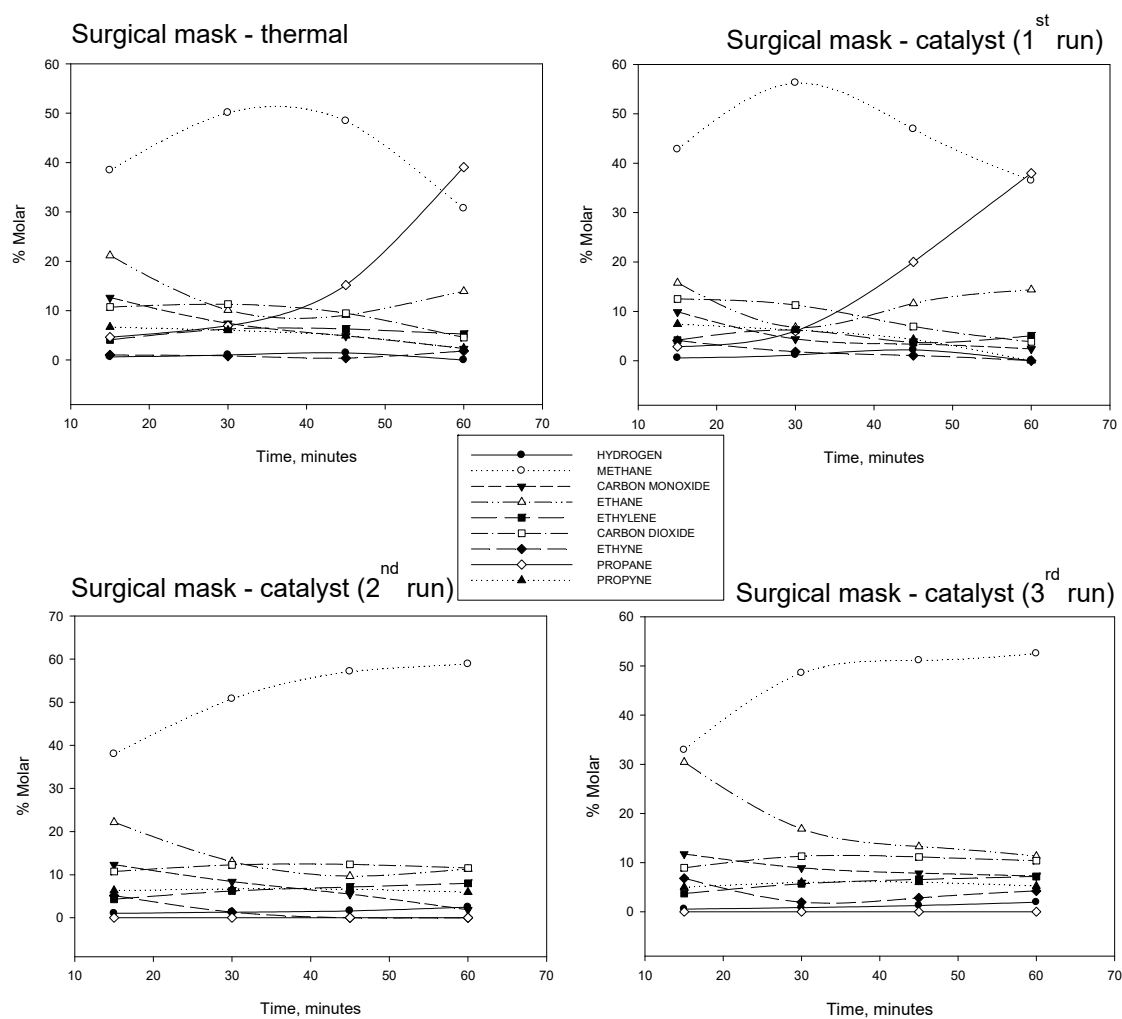 Surgical mask - thermal
60
50
40
30
20
10
0
% Molar
10 20 30 40 50 60 70
Time, minutes
Surgical mask - catalyst (1st run)
60
50
40
30
20
10
0
% Molar
10 20 30 40 50 60 70
Time, minutes
HYDROGEN
METHANE
CARBON MONOXIDE
ETHANE
ETHYLENE
CARBON DIOXIDE
ETHYNE
PROPANE
PROPYNE
Surgical mask - catalyst (2nd run)
70
60
50
40
30
20
10
0
% Molar
10 20 30 40 50 60 70
Time, minutes
Surgical mask - catalyst (3rd run)
60
50
40
30
20
10
0
% Molar
10 20 30 40 50 60 70
Time, minutes